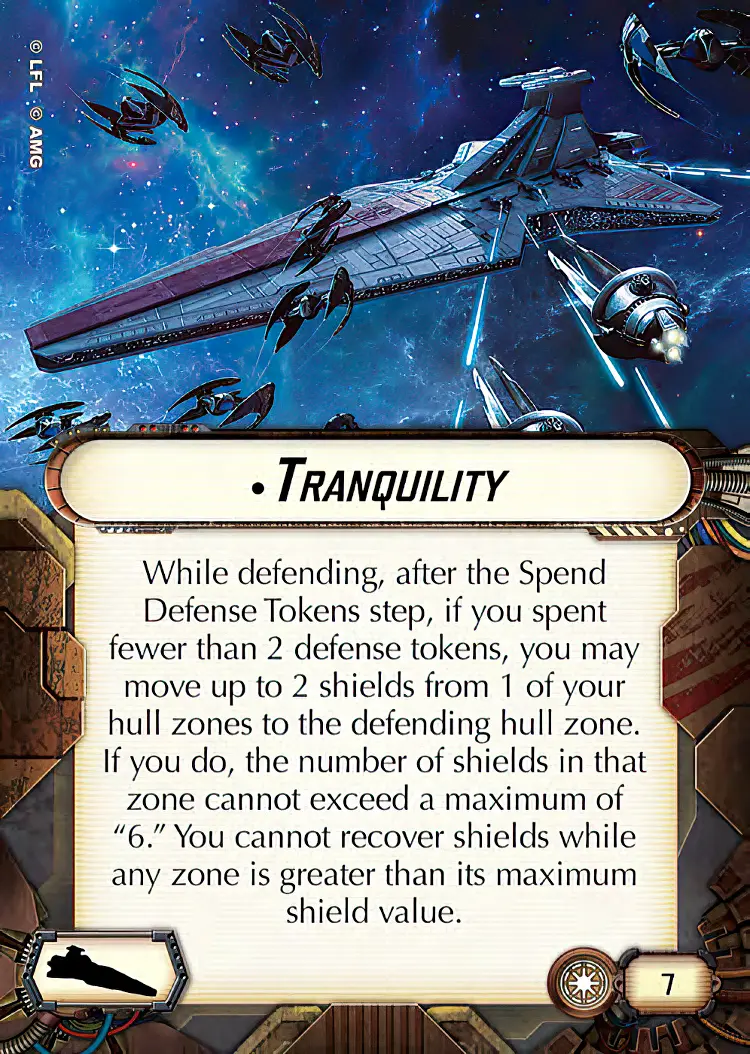 © LFL © AMG
• TRANQUILITY
While defending, after the Spend
Defense Tokens step, if you spent
fewer than 2 defense tokens, you may
move up to 2 shields from 1 of your
hull zones to the defending hull zone.
If you do, the number of shields in that
zone cannot exceed a maximum of
“6.” You cannot recover shields while
any zone is greater than its maximum
shield value.
7